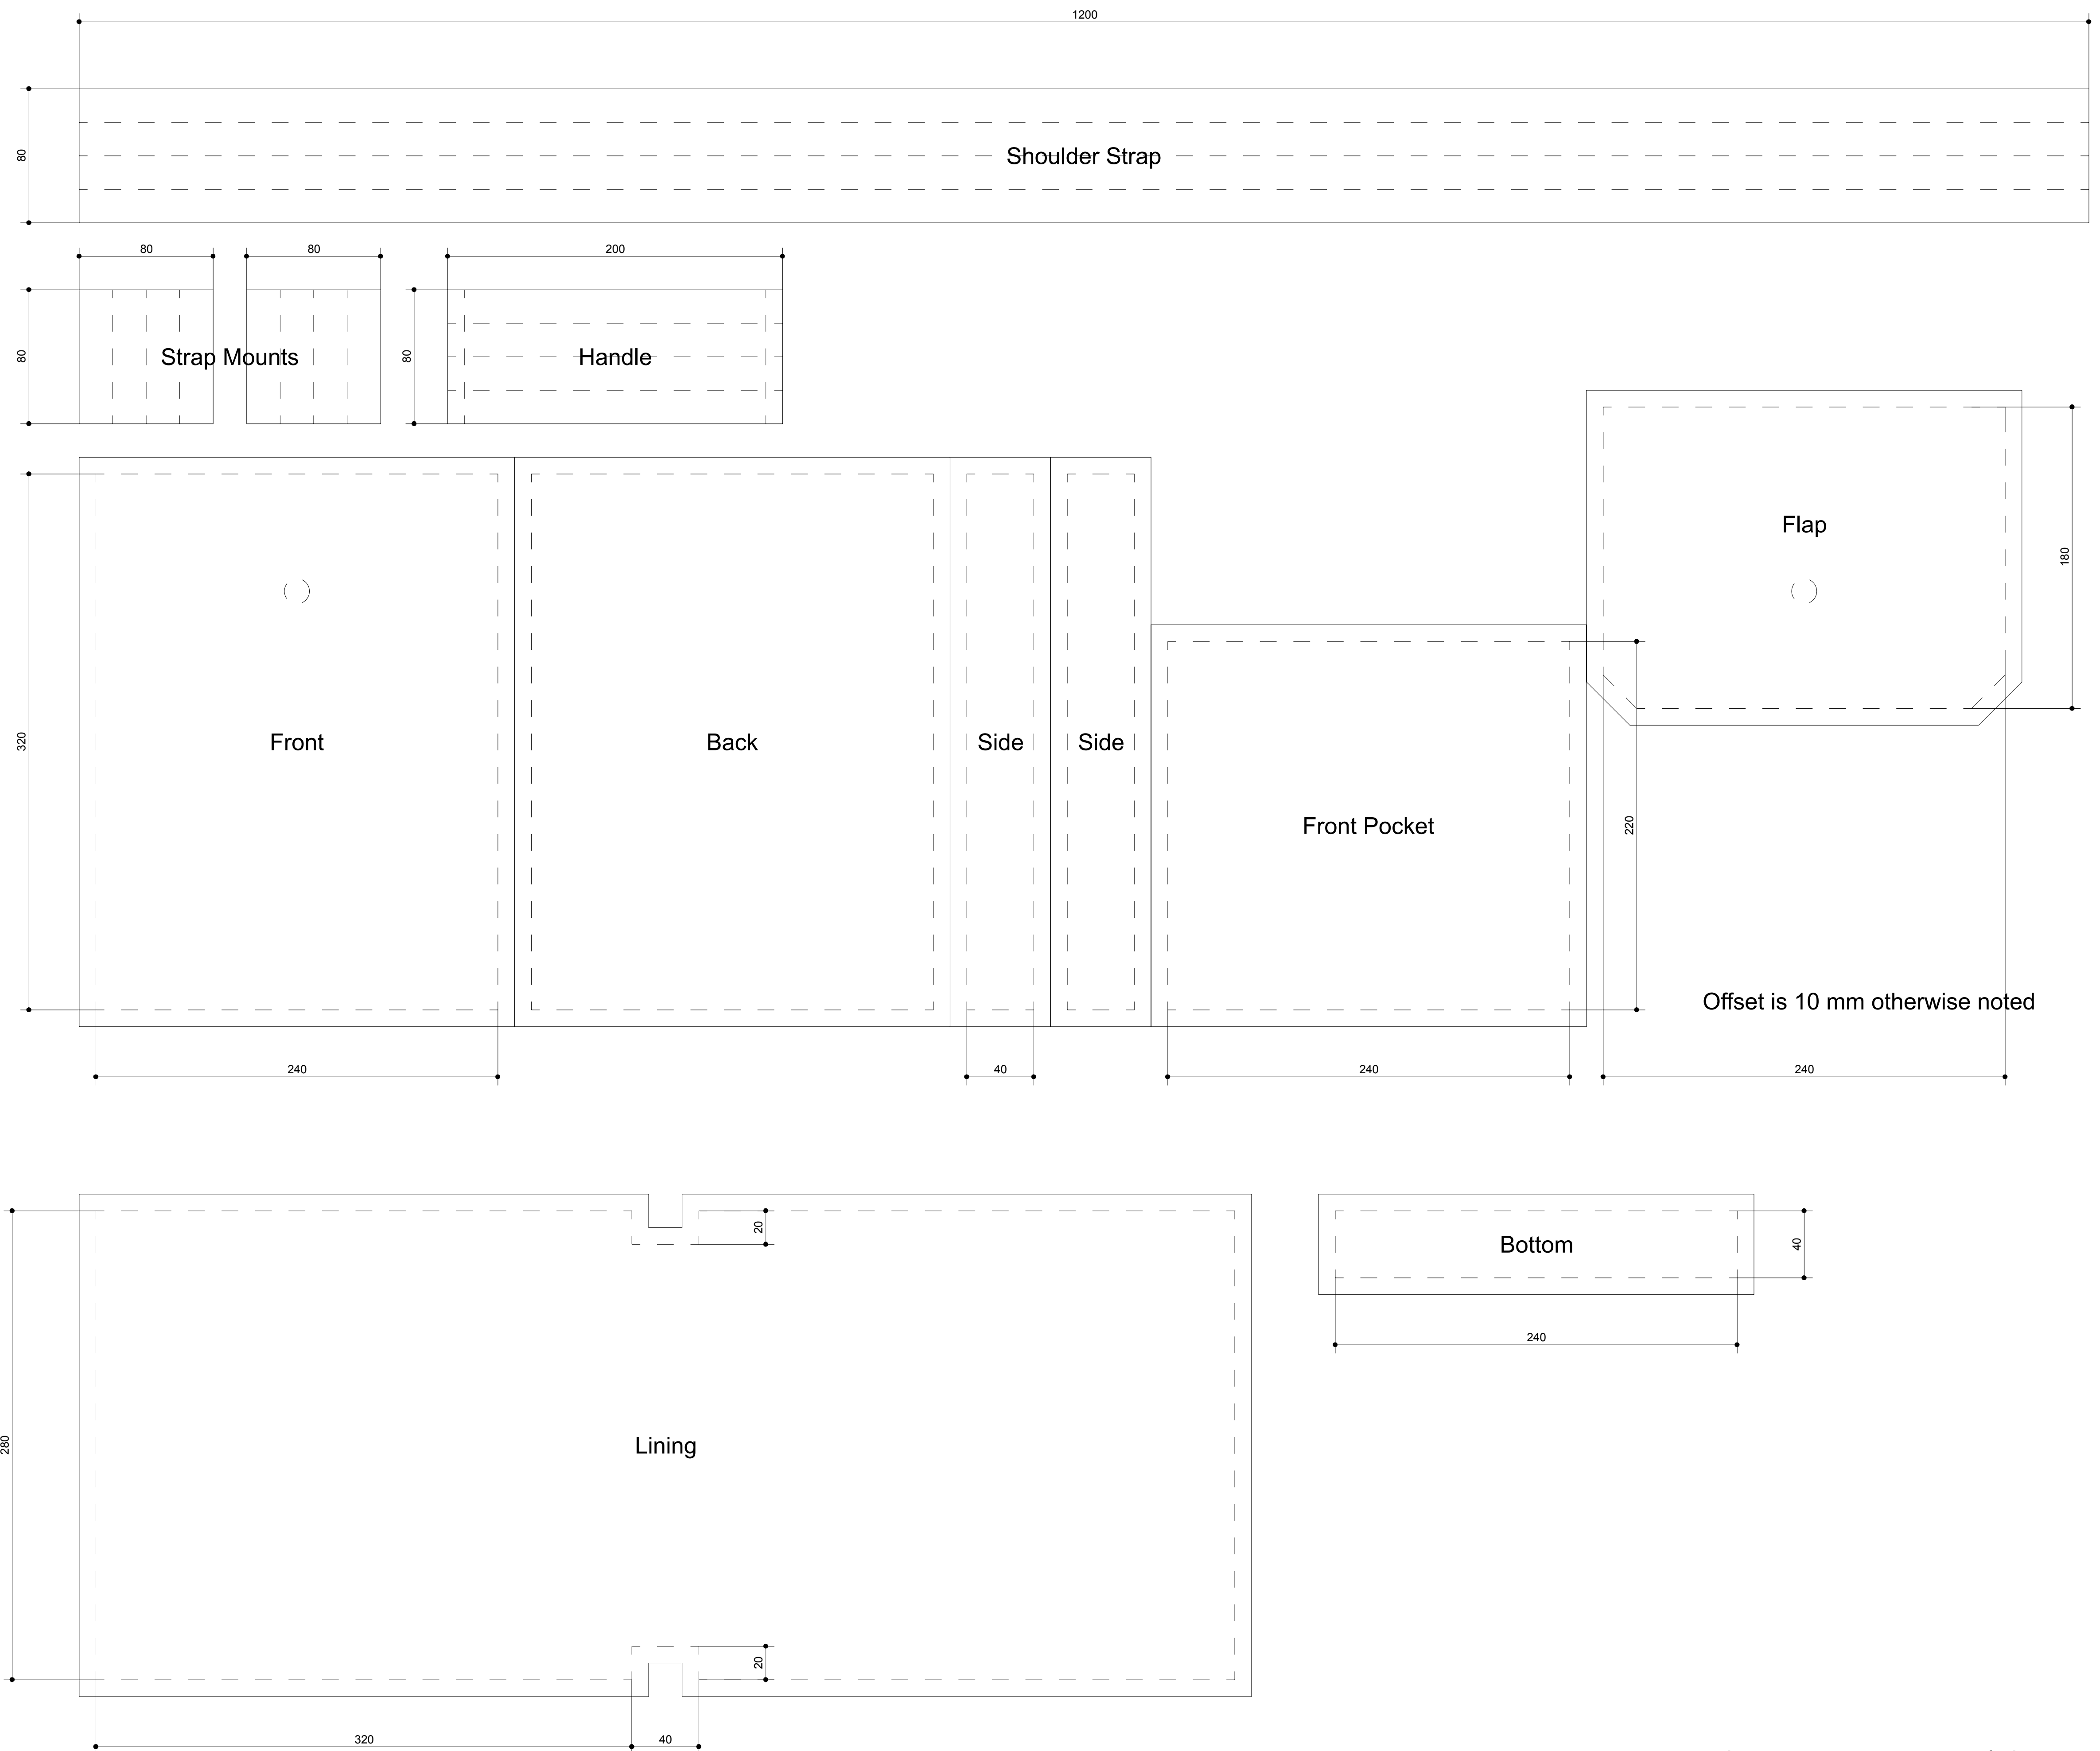 1200
80
Shoulder Strap
80
80
200
80
Strap Mounts
80
Handle
Flap
180
320
Front
Back
Side
Side
Front Pocket
220
Offset is 10 mm otherwise noted
240
40
240
240
20
Bottom
40
240
280
Lining
20
320
40